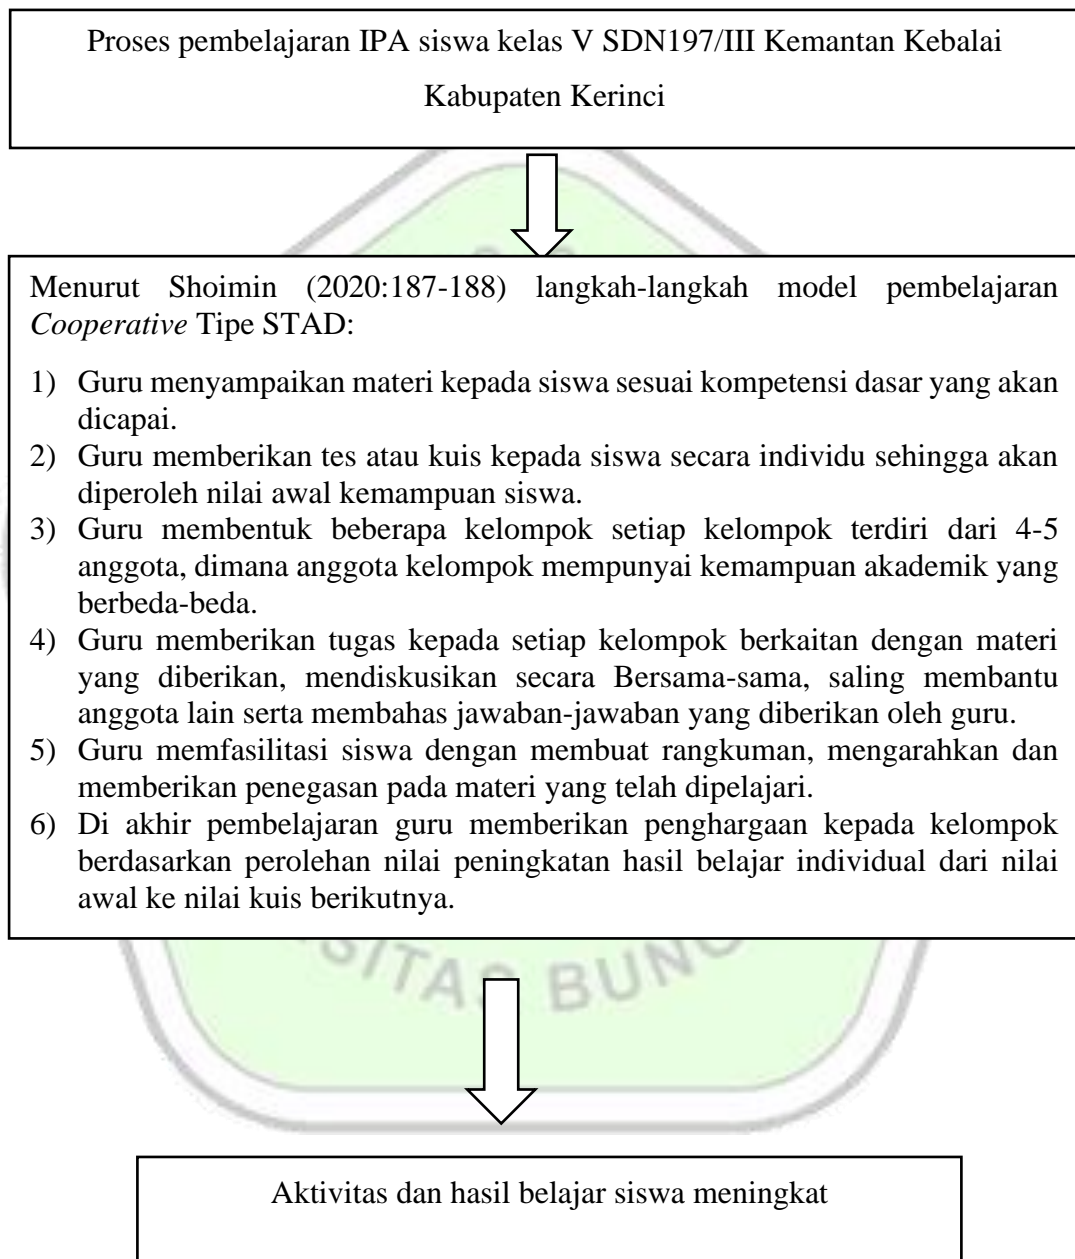 Proses pembelajaran IPA siswa kelas V SDN197/III Kemantan Kebalai
Kabupaten Kerinci
Menurut Shoimin (2020:187-188) langkah-langkah model pembelajaran
Cooperative Tipe STAD:
1) Guru menyampaikan materi kepada siswa sesuai kompetensi dasar yang akan
dicapai.
2) Guru memberikan tes atau kuis kepada siswa secara individu sehingga akan
diperoleh nilai awal kemampuan siswa.
3) Guru membentuk beberapa kelompok setiap kelompok terdiri dari 4-5
anggota, dimana anggota kelompok mempunyai kemampuan akademik yang
berbeda-beda.
4) Guru memberikan tugas kepada setiap kelompok berkaitan dengan materi
yang diberikan, mendiskusikan secara Bersama-sama, saling membantu
anggota lain serta membahas jawaban-jawaban yang diberikan oleh guru.
5) Guru memfasilitasi siswa dengan membuat rangkuman, mengarahkan dan
memberikan penegasan pada materi yang telah dipelajari.
6) Di akhir pembelajaran guru memberikan penghargaan kepada kelompok
berdasarkan perolehan nilai peningkatan hasil belajar individual dari nilai
awal ke nilai kuis berikutnya.
Aktivitas dan hasil belajar siswa meningkat